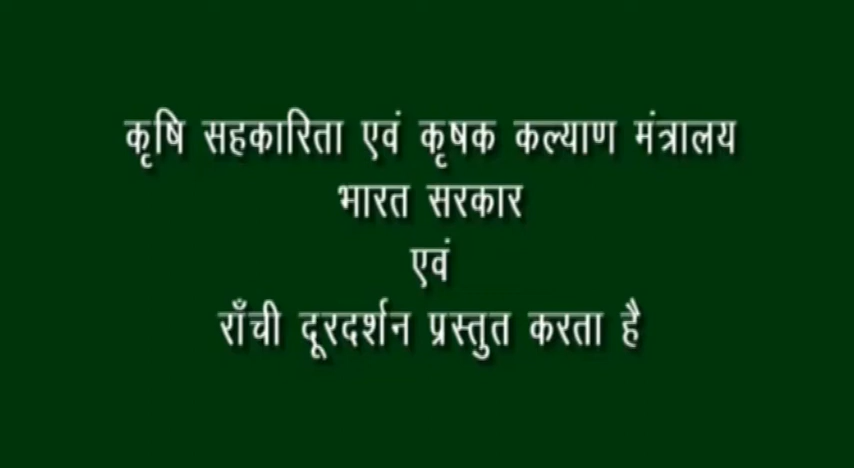 कृषि सहकारिता एवं कृषक कल्याण मंत्रालय
भारत सरकार
एवं
राँची दूरदर्शन प्रस्तुत करता है